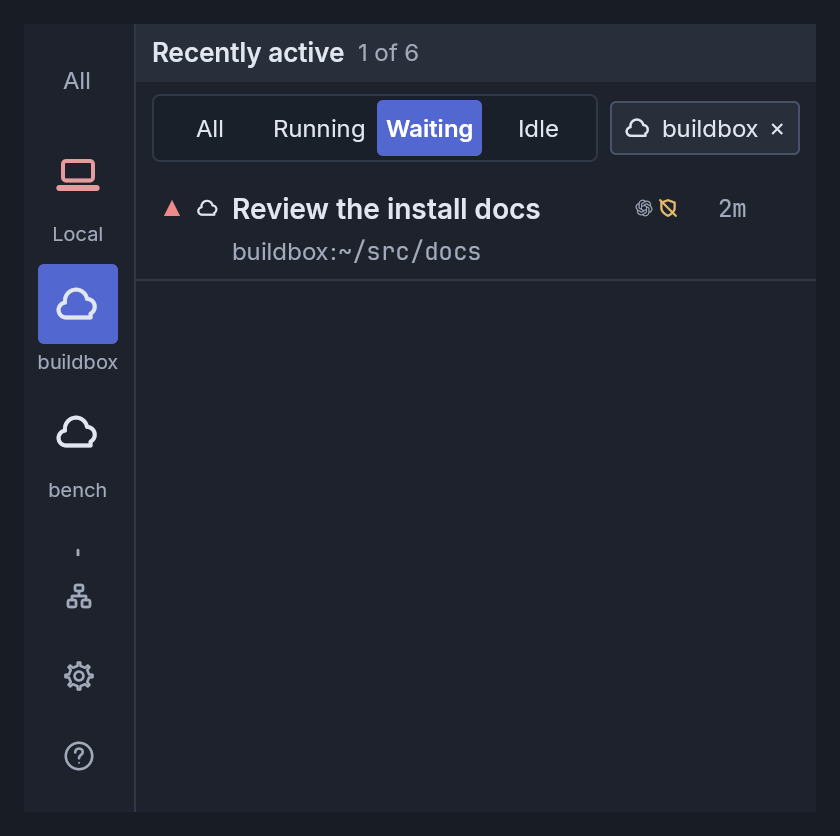 All
Local
buildbox
bench
Recently active 1 of 6
All Running Waiting Idle buildbox ×
Review the install docs 2m
buildbox:~/src/docs